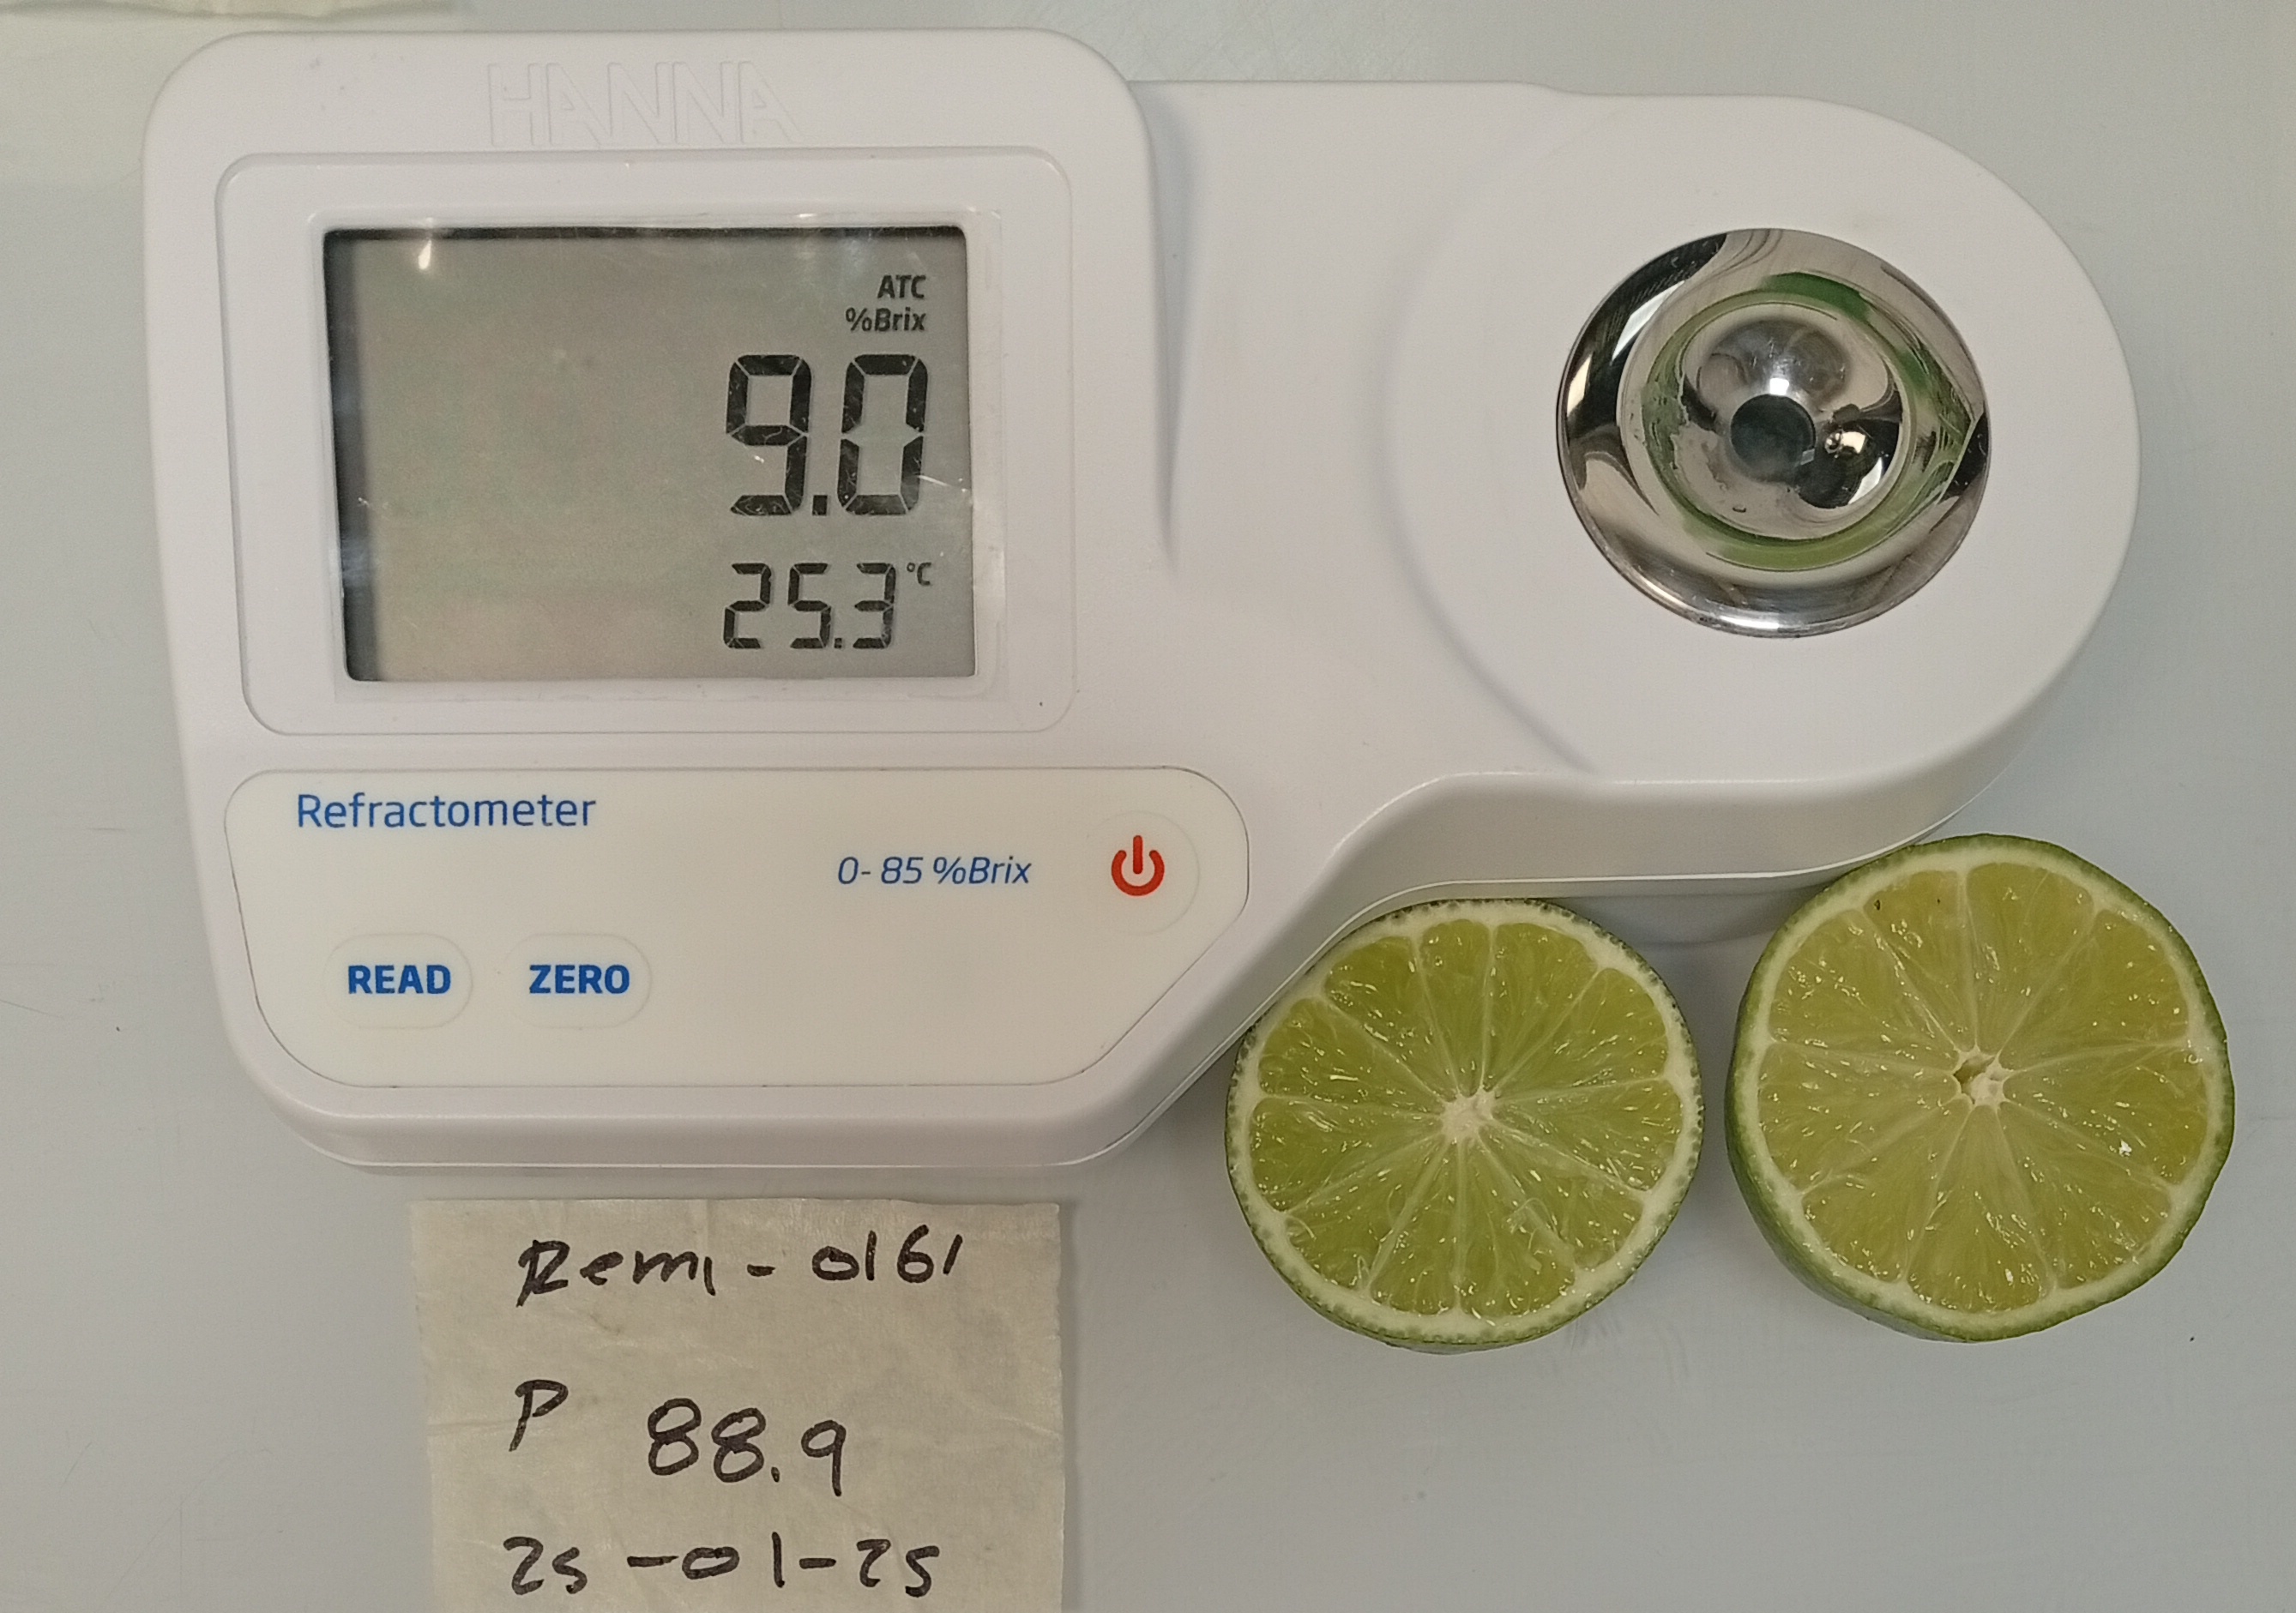 HANNA
ATC
%Brix
9.0
25.3 °C
Refractometer
0- 85 %Brix
READ ZERO
Remi - 0161
P 88.9
25-01-25